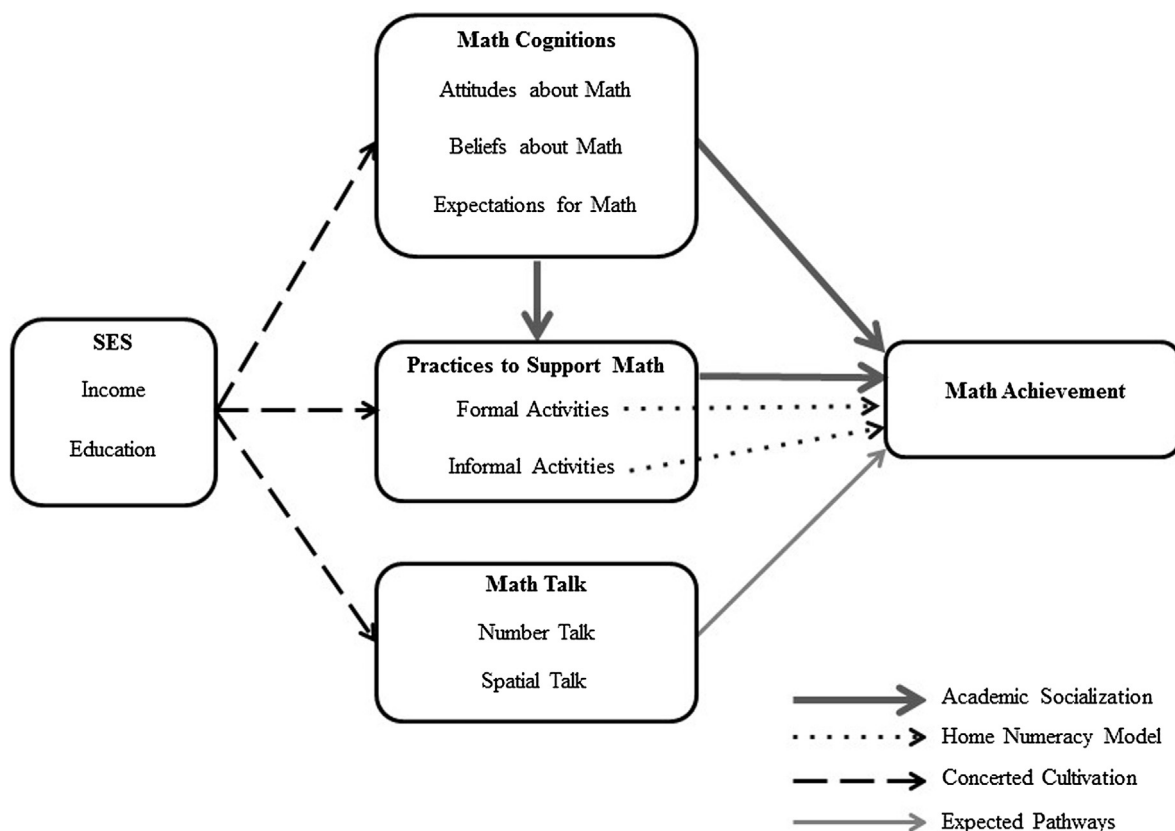 Math Cognitions
Attitudes about Math
Beliefs about Math
Expectations for Math
SES
Income
Education
Practices to Support Math
Formal Activities
Informal Activities
Math Achievement
Math Talk
Number Talk
Spatial Talk
Academic Socialization
Home Numeracy Model
Concerted Cultivation
Expected Pathways